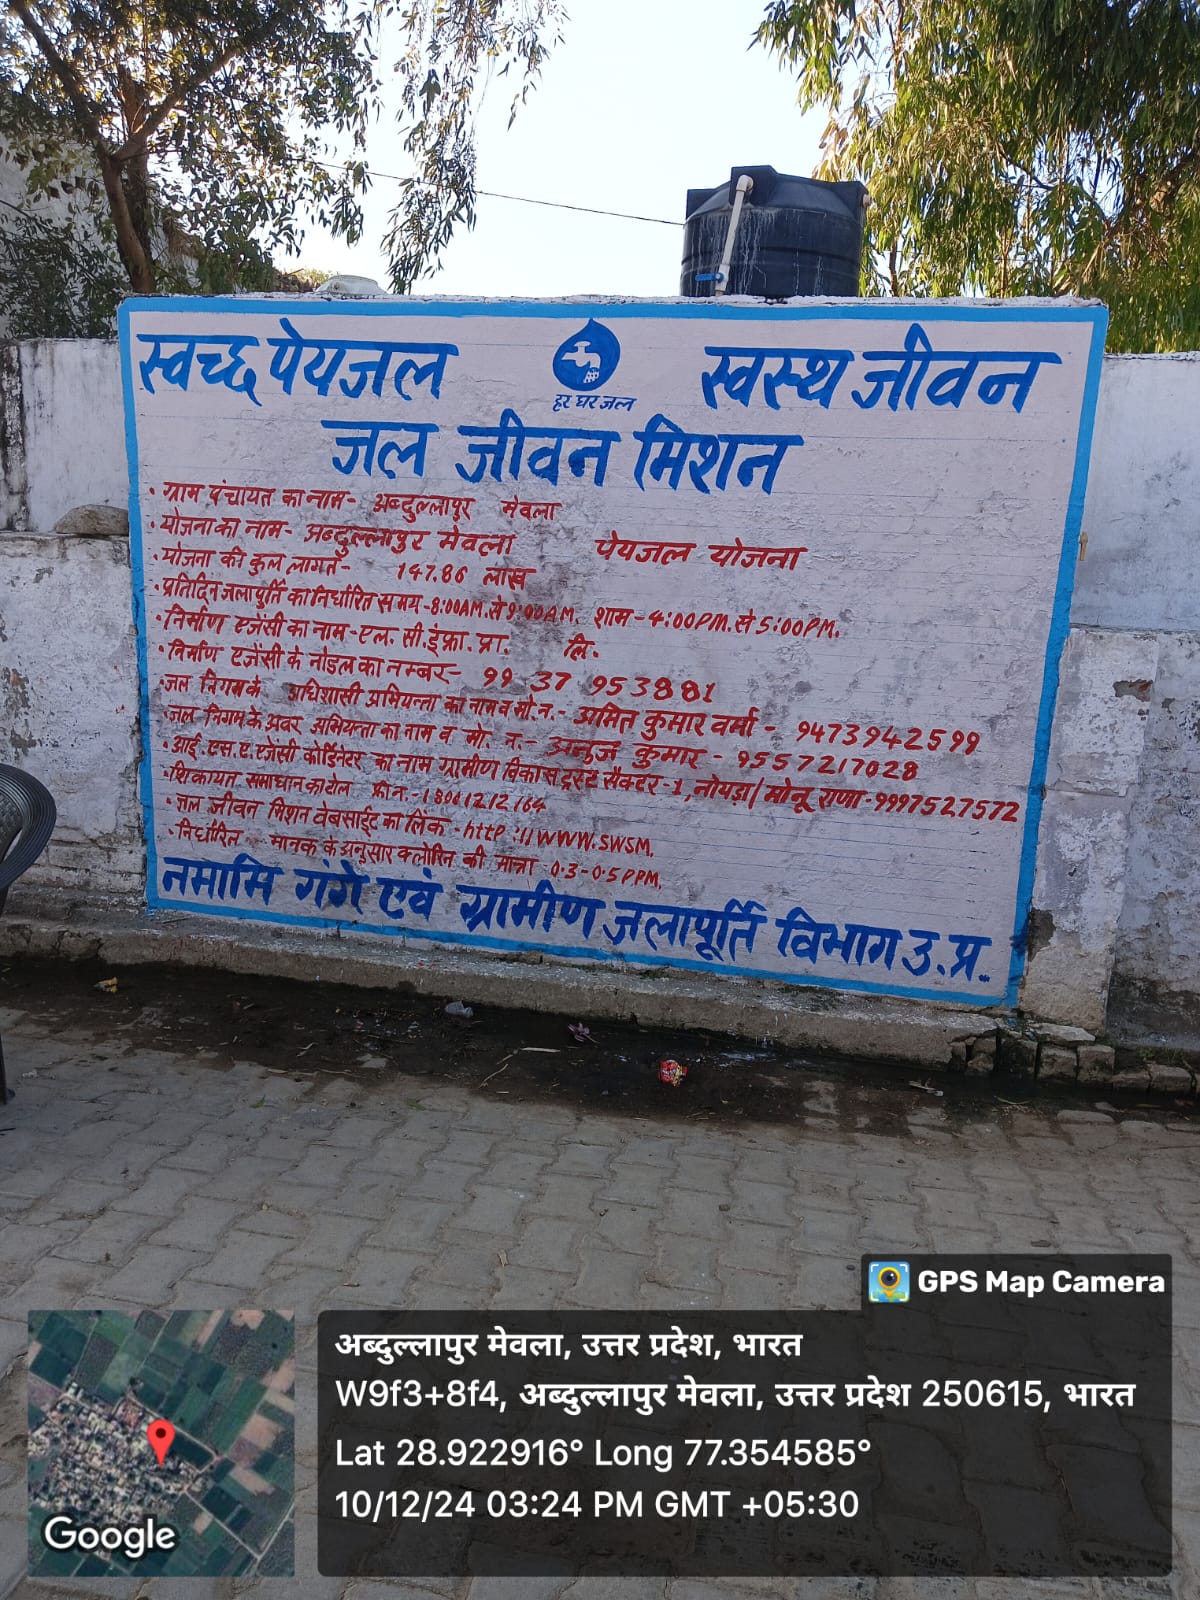 स्वच्छ पेयजल स्वस्थ जीवन
हर घर जल
जल जीवन मिशन
• ग्राम पंचायत का नाम- अब्दुल्लापुर मेवला
• योजना का नाम- अब्दुल्लापुर मेवला पेयजल योजना
• योजना की कुल लागत- 147.86 लाख
• प्रतिदिन जलापूर्ति का निर्धारित समय-8:00AM. से 9:00AM. शाम-4:00PM. से 5:00PM.
• निर्माण एजेंसी का नाम-एल. सी. इंफ्रा. प्रा. लि.
• निर्माण एजेंसी के नोडल का नम्बर- 99 37 953881
• जल निगम के अधिशासी अभियन्ता का नाम व मो. न.- अमित कुमार वर्मा - 9473942599
• जल निगम के अवर अभियन्ता का नाम व मो. न.- अनुज कुमार - 9557217028
• आई. एस. ए. एजेंसी कोर्डिनेटर का नाम ग्रामीण विकास ट्रस्ट सैक्टर-1, नोयडा/मोनू राणा-9997527572
• शिकायत समाधान का टोल फ्री न.-
• जल जीवन मिशन वेबसाईट का लिंक - http://WWW.SWSM.
• निर्धारित मानक के अनुसार क्लोरिन की मात्रा-0.3-0.5PPM.
नमामि गंगे एवं ग्रामीण जलापूर्ति विभाग उ.प्र..
GPS Map Camera
अब्दुल्लापुर मेवला, उत्तर प्रदेश, भारत
W9f3+8f4, अब्दुल्लापुर मेवला, उत्तर प्रदेश 250615, भारत
Lat 28.922916° Long 77.354585°
10/12/24 03:24 PM GMT +05:30
Google